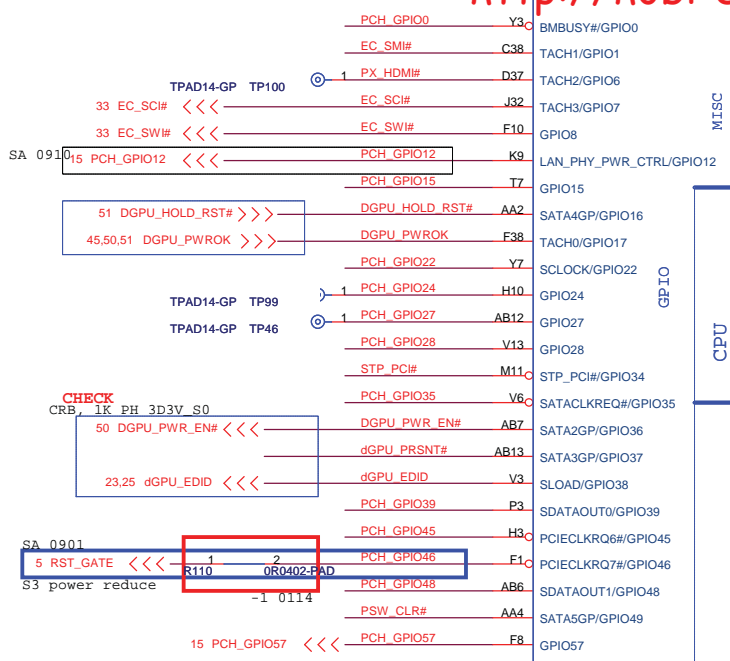 PCH_GPIO0 Y3 BMBUSY#/GPIO0
EC_SMI# C38 TACH1/GPIO1
TPAD14-GP TP100 1 PX_HDMI# D37 TACH2/GPIO6
33 EC_SCI# EC_SCI# J32 TACH3/GPIO7
33 EC_SWI# EC_SWI# F10 GPIO8
MISC
SA 0910 15 PCH_GPIO12 PCH_GPIO12 K9 LAN_PHY_PWR_CTRL/GPIO12
PCH_GPIO15 T7 GPIO15
51 DGPU_HOLD_RST# DGPU_HOLD_RST# AA2 SATA4GP/GPIO16
45,50,51 DGPU_PWROK DGPU_PWROK F38 TACH0/GPIO17
PCH_GPIO22 Y7 SCLOCK/GPIO22
GPIO
TPAD14-GP TP99 1 PCH_GPIO24 H10 GPIO24
TPAD14-GP TP46 1 PCH_GPIO27 AB12 GPIO27
PCH_GPIO28 V13 GPIO28
CPU
STP_PCI# M11 STP_PCI#/GPIO34
PCH_GPIO35 V6 SATACLKREQ#/GPIO35
CHECK
CRB, 1K PH 3D3V_S0
50 DGPU_PWR_EN# DGPU_PWR_EN# AB7 SATA2GP/GPIO36
dGPU_PRSNT# AB13 SATA3GP/GPIO37
23,25 dGPU_EDID dGPU_EDID V3 SLOAD/GPIO38
PCH_GPIO39 P3 SDATAOUT0/GPIO39
PCH_GPIO45 H3 PCIECLKRQ6#/GPIO45
SA 0901
5 RST_GATE 1 2 PCH_GPIO46 F1 PCIECLKRQ7#/GPIO46
R110 0R0402-PAD
S3 power reduce
PCH_GPIO48 AB6 SDATAOUT1/GPIO48
-1 0114
PSW_CLR# AA4 SATA5GP/GPIO49
15 PCH_GPIO57 PCH_GPIO57 F8 GPIO57